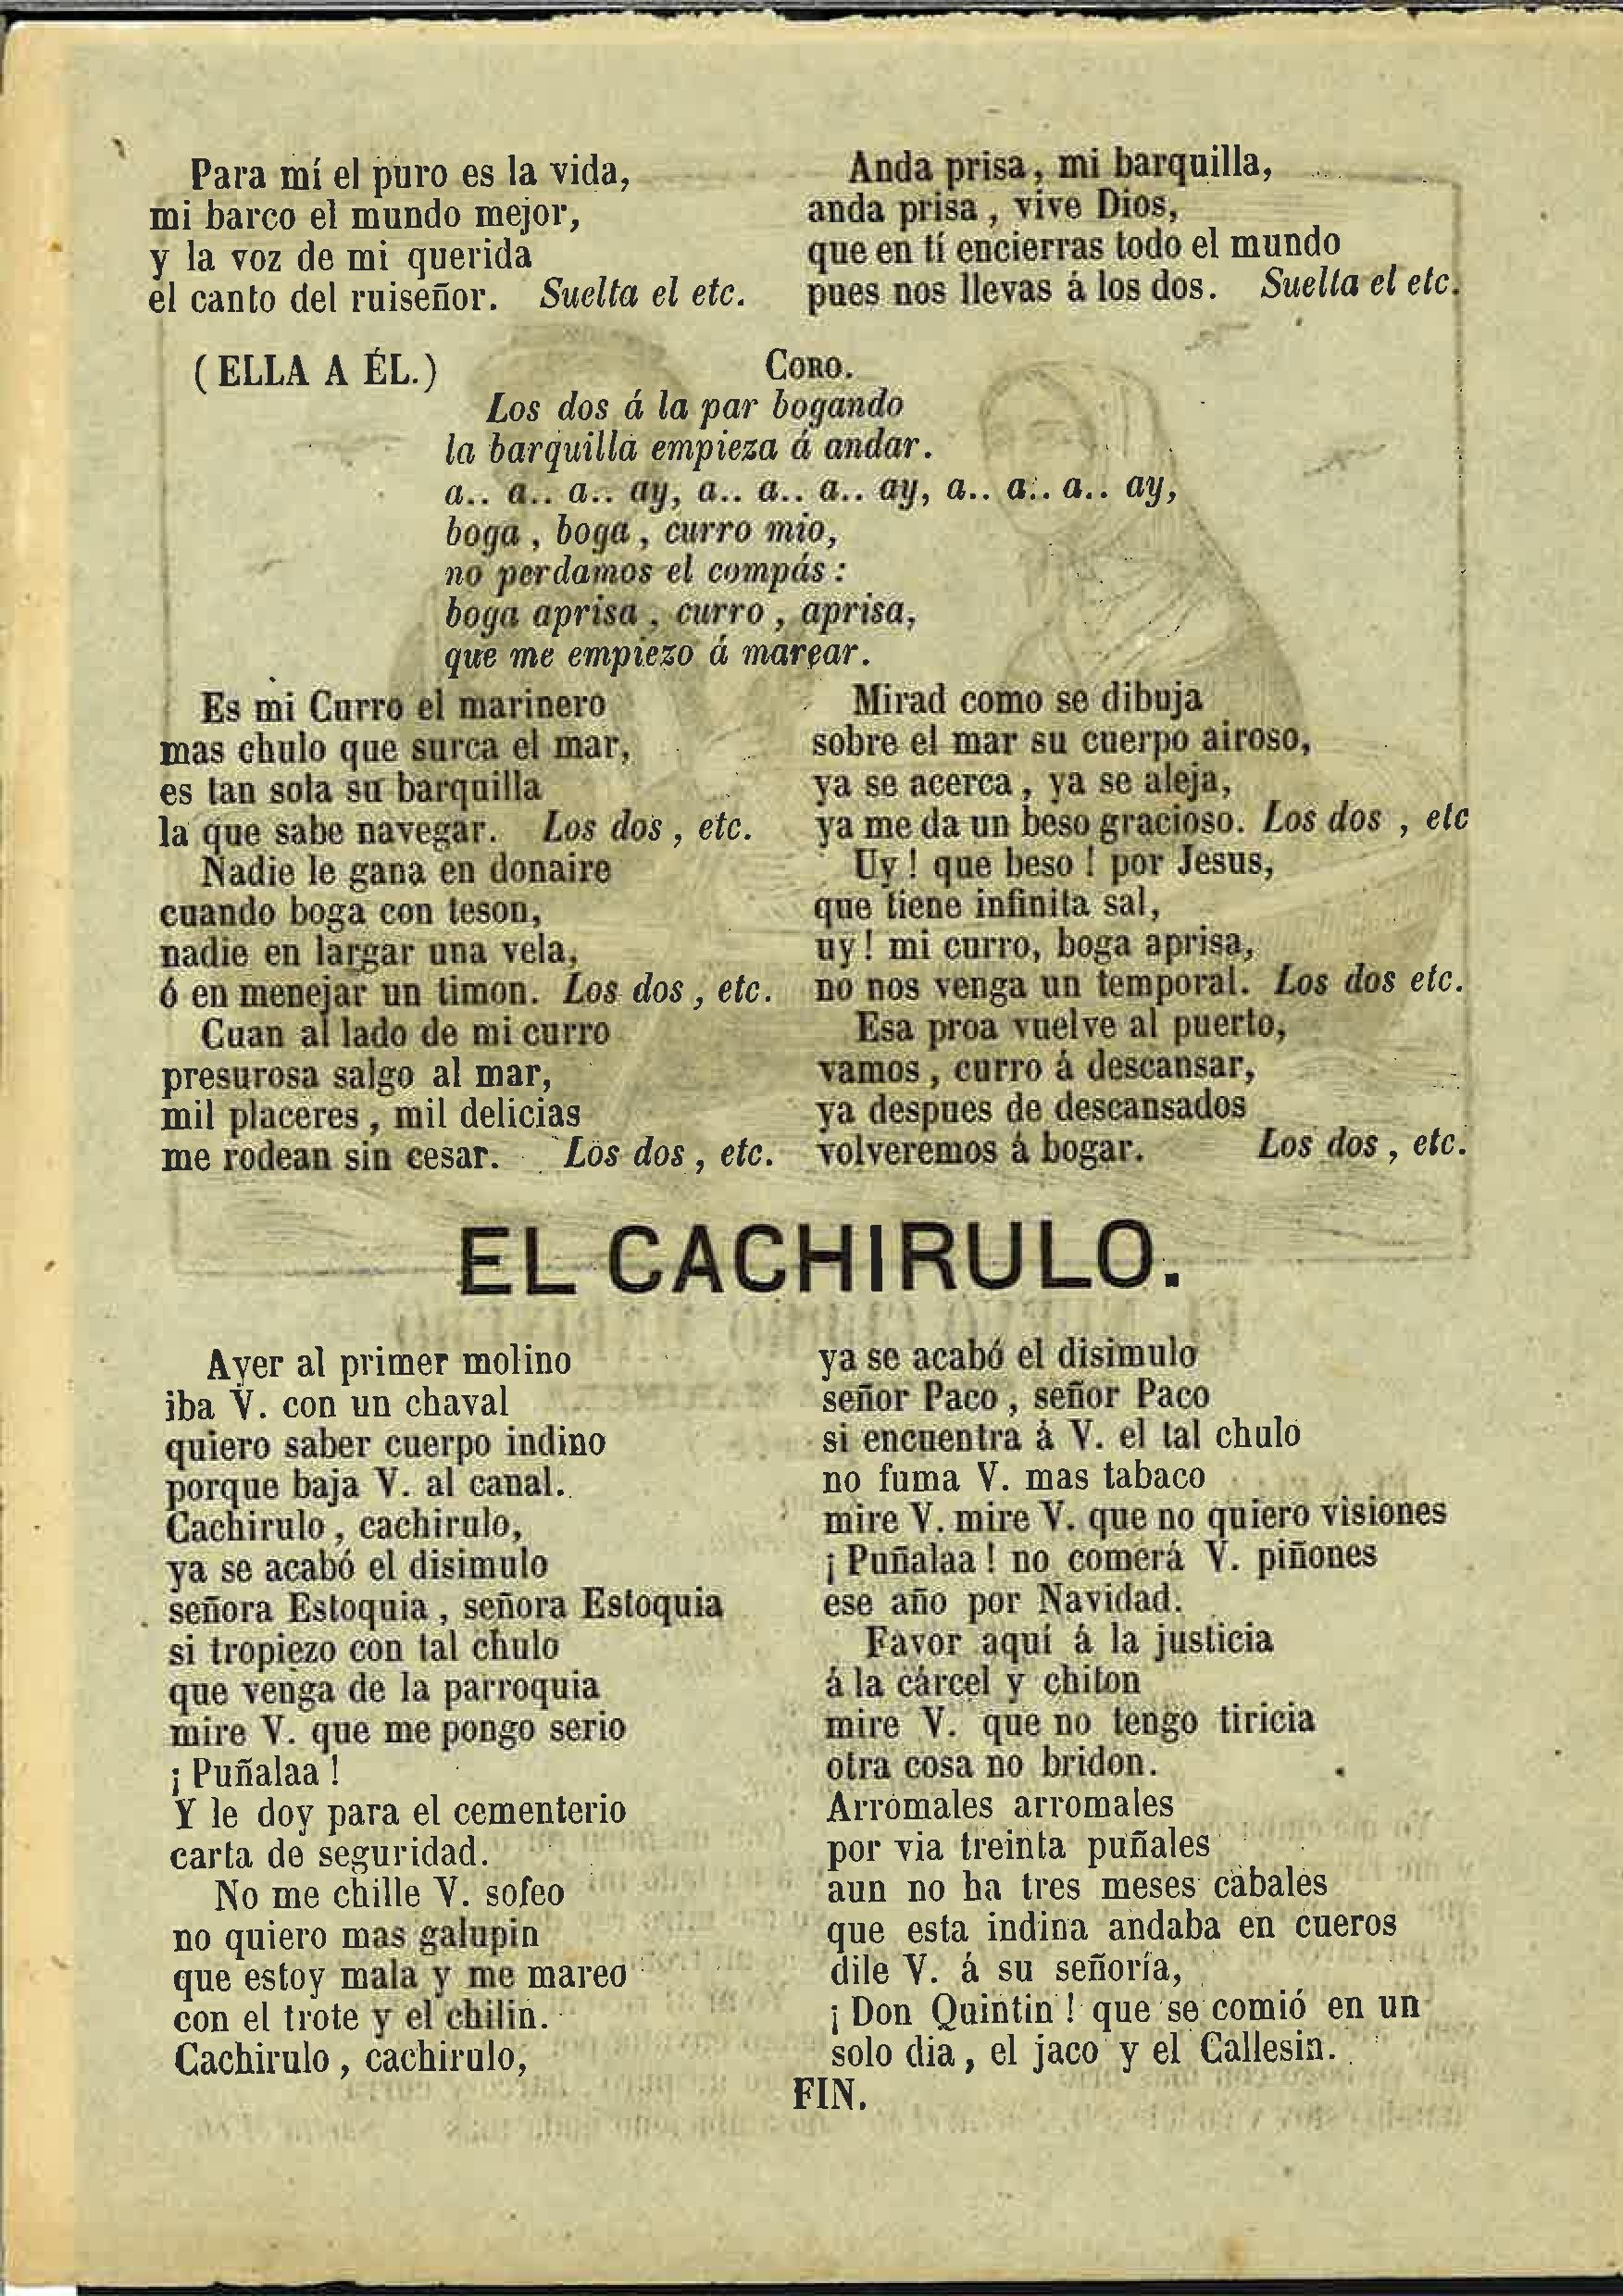 Para mí el puro es la vida,
mi barco el mundo mejor,
y la voz de mi querida
el canto del ruiseñor. Suelta el etc.
Anda prisa, mi barquilla,
anda prisa, vive Dios,
que en tí encierras todo el mundo
pues nos llevas á los dos. Suelta el etc.
(ELLA A ÉL.)
CORO.
Los dos á la par bogando
la barquilla empieza á andar.
a.. a.. a.. ay, a.. a.. a.. ay, a.. a.. a.. ay,
boga, boga, curro mio,
no perdamos el compás:
boga aprisa, curro, aprisa,
que me empiezo á marear.
Es mi Curro el marinero
mas chulo que surca el mar,
es tan sola su barquilla
la que sabe navegar. Los dos, etc.
Nadie le gana en donaire
cuando boga con teson,
nadie en largar una vela,
ó en menejar un timon. Los dos, etc.
Cuan al lado de mi curro
presurosa salgo al mar,
mil placeres, mil delicias
me rodean sin cesar. Los dos, etc.
Mirad como se dibuja
sobre el mar su cuerpo airoso,
ya se acerca, ya se aleja,
ya me da un beso gracioso. Los dos, etc
Uy! que beso! por Jesus,
que tiene infinita sal,
uy! mi curro, boga aprisa,
no nos venga un temporal. Los dos etc.
Esa proa vuelve al puerto,
vamos, curro á descansar,
ya despues de descansados
volveremos á bogar. Los dos, etc.
EL CACHIRULO.
Ayer al primer molino
iba V. con un chaval
quiero saber cuerpo indino
porque baja V. al canal.
Cachirulo, cachirulo,
ya se acabó el disimulo
señora Estoquia, señora Estoquia
si tropiezo con tal chulo
que venga de la parroquia
mire V. que me pongo serio
¡Puñalaa!
Y le doy para el cementerio
carta de seguridad.
No me chille V. sofeo
no quiero mas galupin
que estoy mala y me mareo
con el trote y el chilin.
Cachirulo, cachirulo,
ya se acabó el disimulo
señor Paco, señor Paco
si encuentra á V. el tal chulo
no fuma V. mas tabaco
mire V. mire V. que no quiero visiones
¡Puñalaa! no comerá V. piñones
ese año por Navidad.
Favor aquí á la justicia
á la cárcel y chiton
mire V. que no tengo tiricia
otra cosa no bridon.
Arromales arromales
por via treinta puñales
aun no ha tres meses cabales
que esta indina andaba en cueros
dile V. á su señoría,
¡Don Quintin! que se comió en un
solo dia, el jaco y el Callesin.
FIN.